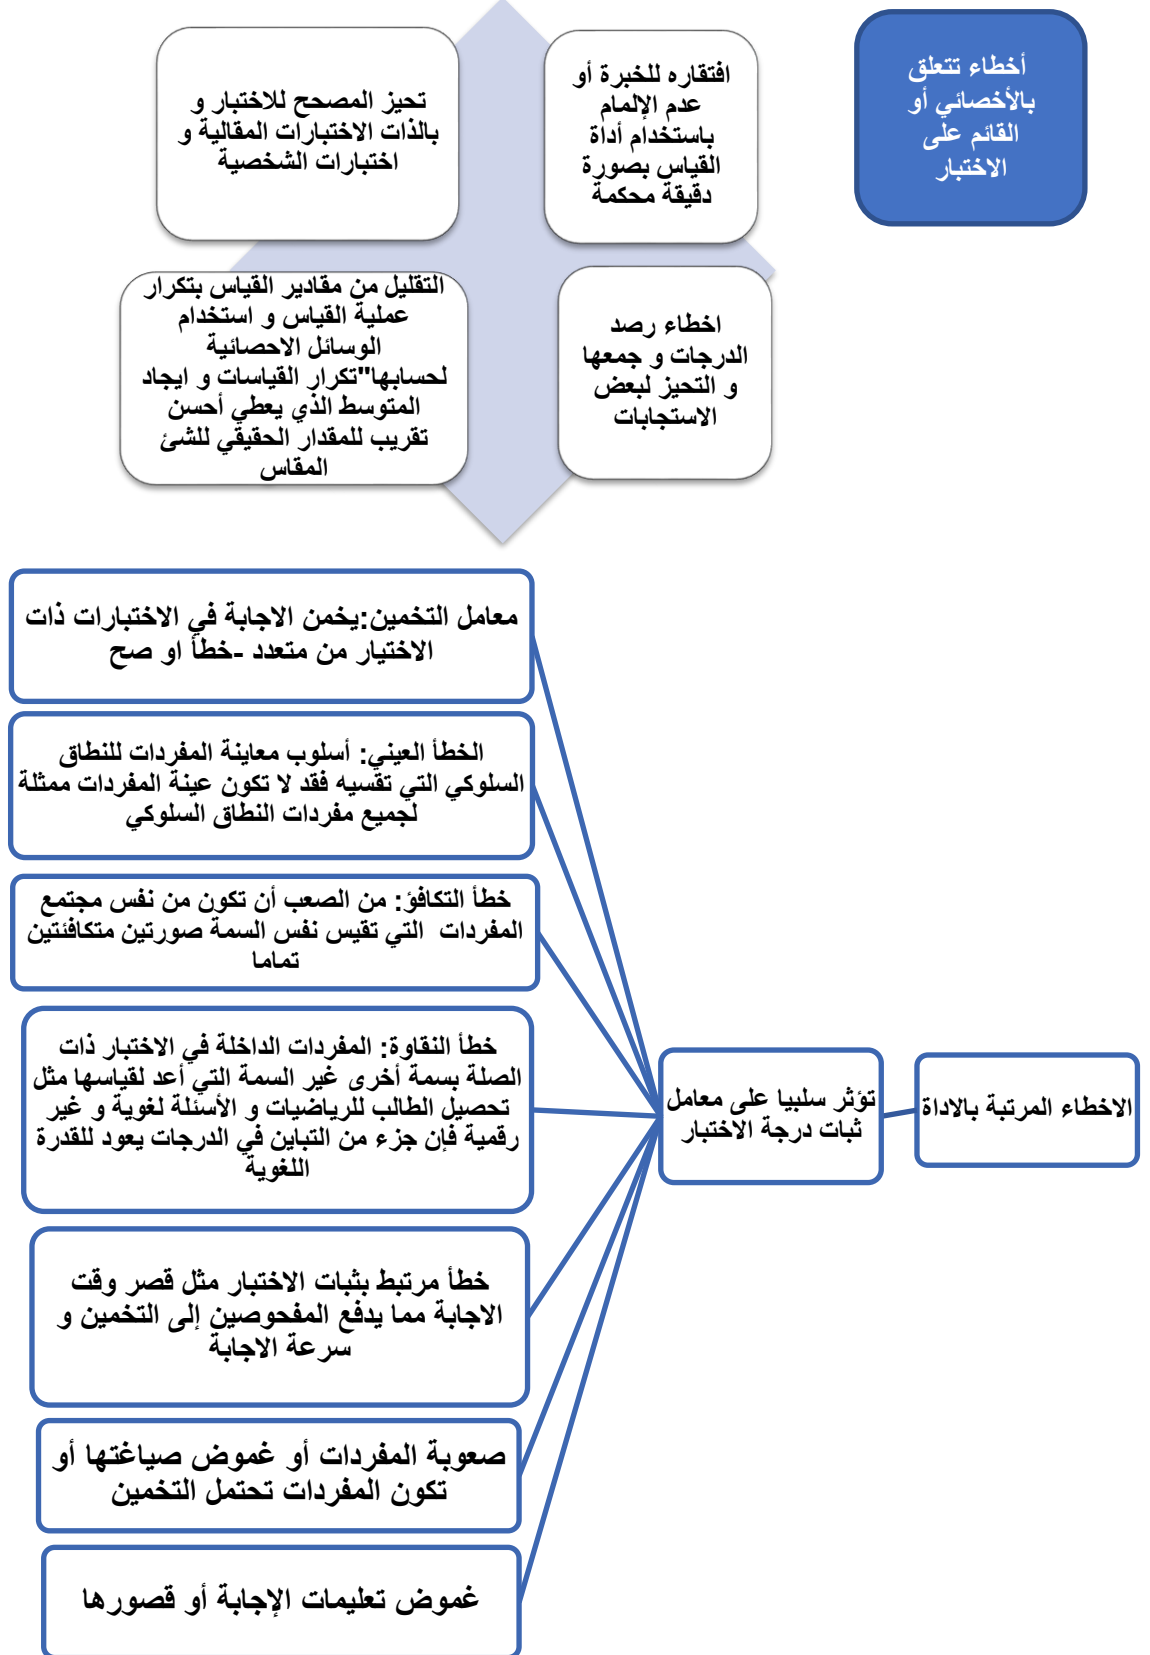 أخطاء تتعلق
بالأخصائي أو
القائم على
الاختبار
افتقاره للخبرة أو
عدم الإلمام
باستخدام أداة
القياس بصورة
دقيقة محكمة
تحيز المصحح للاختبار و
بالذات الاختبارات المقالية و
اختبارات الشخصية
اخطاء رصد
الدرجات و جمعها
و التحيز لبعض
الاستجابات
التقليل من مقادير القياس بتكرار
عملية القياس و استخدام
الوسائل الاحصائية
لحسابها"تكرار القياسات و ايجاد
المتوسط الذي يعطي أحسن
تقريب للمقدار الحقيقي للشئ
المقاس
الاخطاء المرتبة بالاداة
تؤثر سلبيا على معامل
ثبات درجة الاختبار
معامل التخمين:يخمن الاجابة في الاختبارات ذات
الاختيار من متعدد -خطأ او صح
الخطأ العيني: أسلوب معاينة المفردات للنطاق
السلوكي التي تقسيه فقد لا تكون عينة المفردات ممثلة
لجميع مفردات النطاق السلوكي
خطأ التكافؤ: من الصعب أن تكون من نفس مجتمع
المفردات التي تقيس نفس السمة صورتين متكافئتين
تماما
خطأ النقاوة: المفردات الداخلة في الاختبار ذات
الصلة بسمة أخرى غير السمة التي أعد لقياسها مثل
تحصيل الطالب للرياضيات و الأسئلة لغوية و غير
رقمية فإن جزء من التباين في الدرجات يعود للقدرة
اللغوية
خطأ مرتبط بثبات الاختبار مثل قصر وقت
الاجابة مما يدفع المفحوصين إلى التخمين و
سرعة الاجابة
صعوبة المفردات أو غموض صياغتها أو
تكون المفردات تحتمل التخمين
غموض تعليمات الإجابة أو قصورها